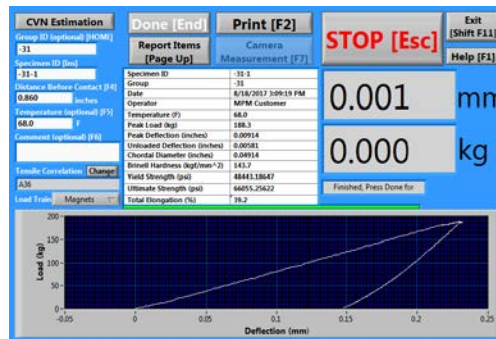 CVN Estimation
Group ID (optional) [HOME]
-31
Specimen ID [Ins]
-31-1
Distance Before Contact [F4]
0.860 inches
Temperature (optional) [F5]
68.0 F
Comment (optional) [F6]
Tensile Correlation Change
A36
Load Train Magnets
Done [End]
Print [F2]
Report Items
[Page Up]
Camera
Measurement [F7]
STOP [Esc]
Exit
[Shift F11]
Help [F1]
Specimen ID -31-1
Group -31
Date 8/18/2017 3:09:19 PM
Operator MPM Customer
Temperature (F) 68.0
Peak Load (kg) 188.3
Peak Deflection (inches) 0.00914
Unloaded Deflection (inches) 0.00581
Chordal Diameter (inches) 0.04914
Brinell Hardness (kgf/mm^2) 143.7
Yield Strength (psi) 48443.18647
Ultimate Strength (psi) 66055.25622
Total Elongation (%) 39.2
0.001 mm
0.000 kg
Finished, Press Done for
Load (kg)
200
150
100
50
0
-0.05 0 0.05 0.1 0.15 0.2 0.25
Deflection (mm)